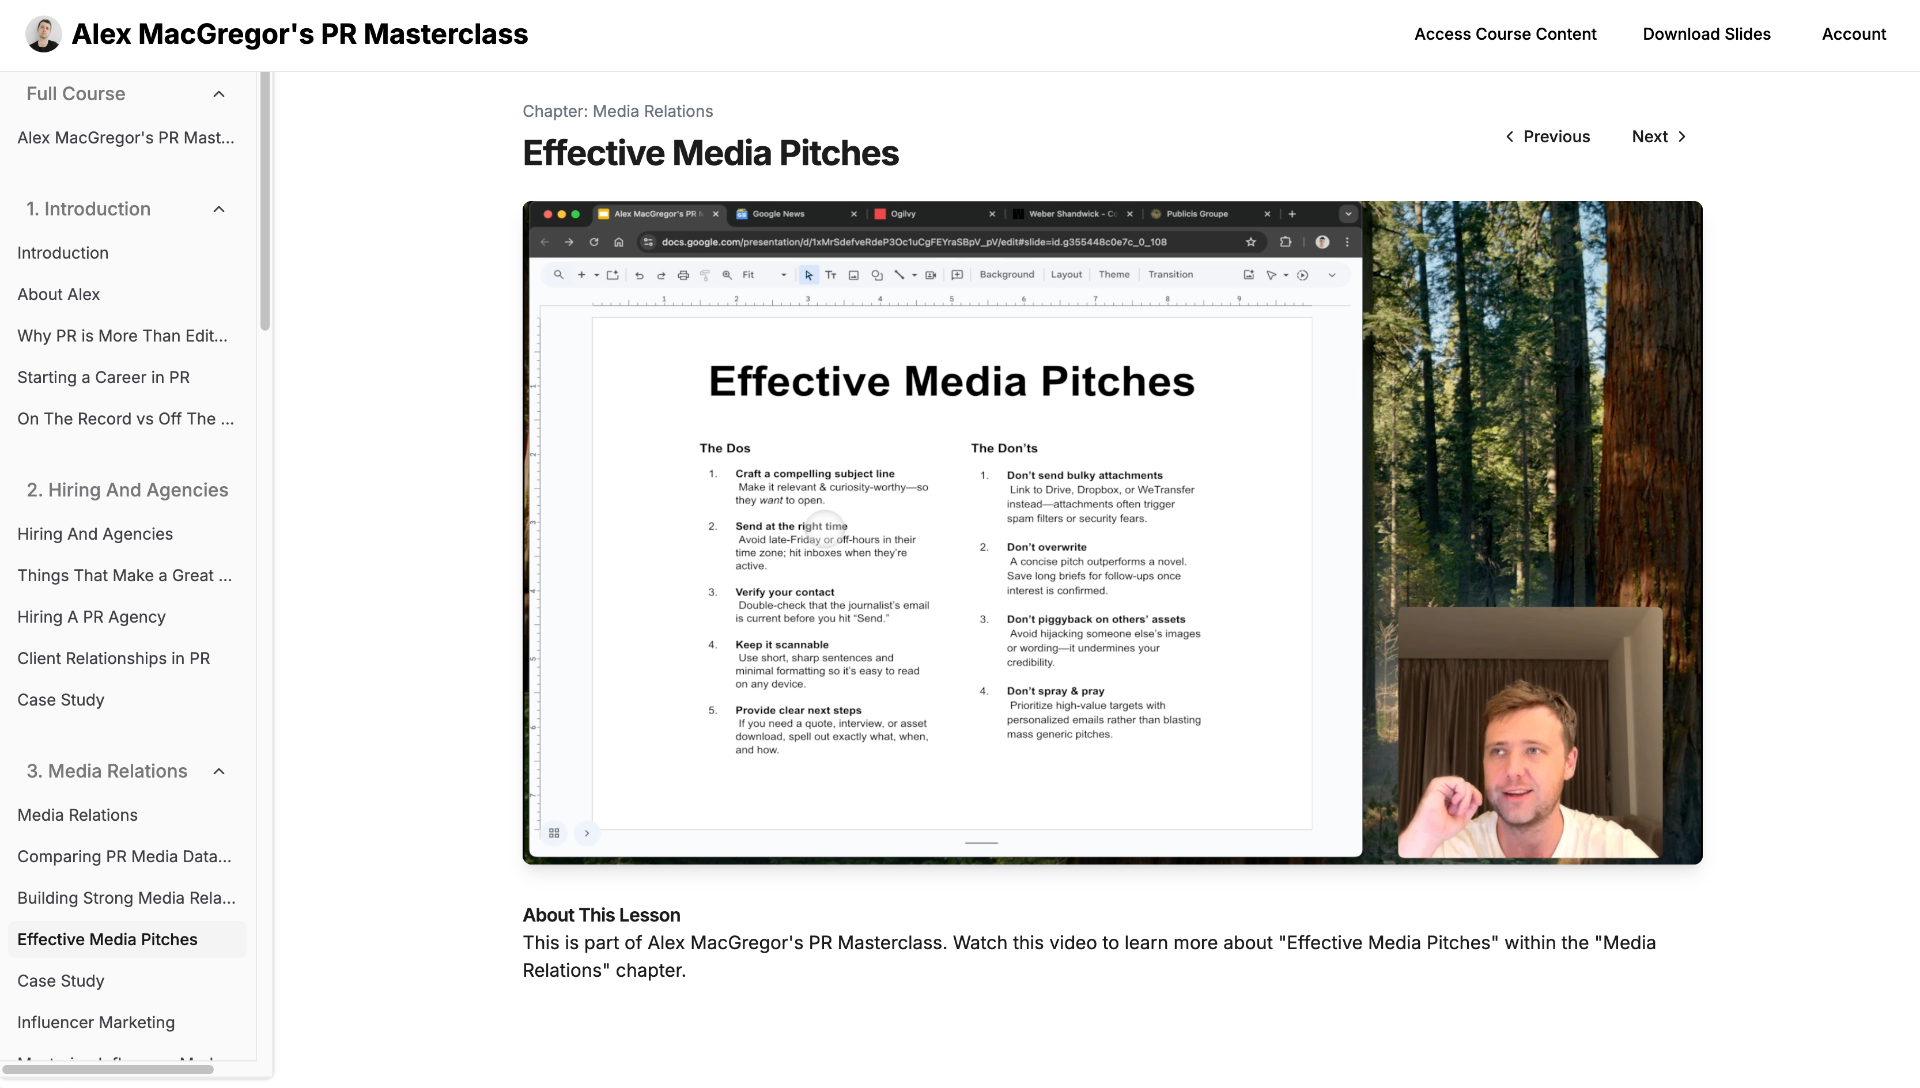 Alex MacGregor's PR Masterclass
Access Course Content
Download Slides
Account
Full Course
Alex MacGregor's PR Mast...
1. Introduction
Introduction
About Alex
Why PR is More Than Edit...
Starting a Career in PR
On The Record vs Off The ...
2. Hiring And Agencies
Hiring And Agencies
Things That Make a Great ...
Hiring A PR Agency
Client Relationships in PR
Case Study
3. Media Relations
Media Relations
Comparing PR Media Data...
Building Strong Media Rela...
Effective Media Pitches
Case Study
Influencer Marketing
Chapter: Media Relations
Effective Media Pitches
Previous
Next
Alex MacGregor's PR M
Google News
Ogilvy
Weber Shandwick - Co
Publicis Groupe
docs.google.com/presentation/d/1xMrSdefveRdeP3Oc1uCgFEYraSBpV_pV/edit#slide=id.g355448c0e7c_0_108
Fit
Background
Layout
Theme
Transition
1 2 3 4 5 6 7 8 9
Effective Media Pitches
The Dos
1. Craft a compelling subject line
Make it relevant & curiosity-worthy—so
they want to open.
2. Send at the right time
Avoid late-Friday or off-hours in their
time zone; hit inboxes when they're
active.
3. Verify your contact
Double-check that the journalist's email
is current before you hit "Send."
4. Keep it scannable
Use short, sharp sentences and
minimal formatting so it's easy to read
on any device.
5. Provide clear next steps
If you need a quote, interview, or asset
download, spell out exactly what, when,
and how.
The Don'ts
1. Don't send bulky attachments
Link to Drive, Dropbox, or WeTransfer
instead—attachments often trigger
spam filters or security fears.
2. Don't overwrite
A concise pitch outperforms a novel.
Save long briefs for follow-ups once
interest is confirmed.
3. Don't piggyback on others' assets
Avoid hijacking someone else's images
or wording—it undermines your
credibility.
4. Don't spray & pray
Prioritize high-value targets with
personalized emails rather than blasting
mass generic pitches.
About This Lesson
This is part of Alex MacGregor's PR Masterclass. Watch this video to learn more about "Effective Media Pitches" within the "Media
Relations" chapter.